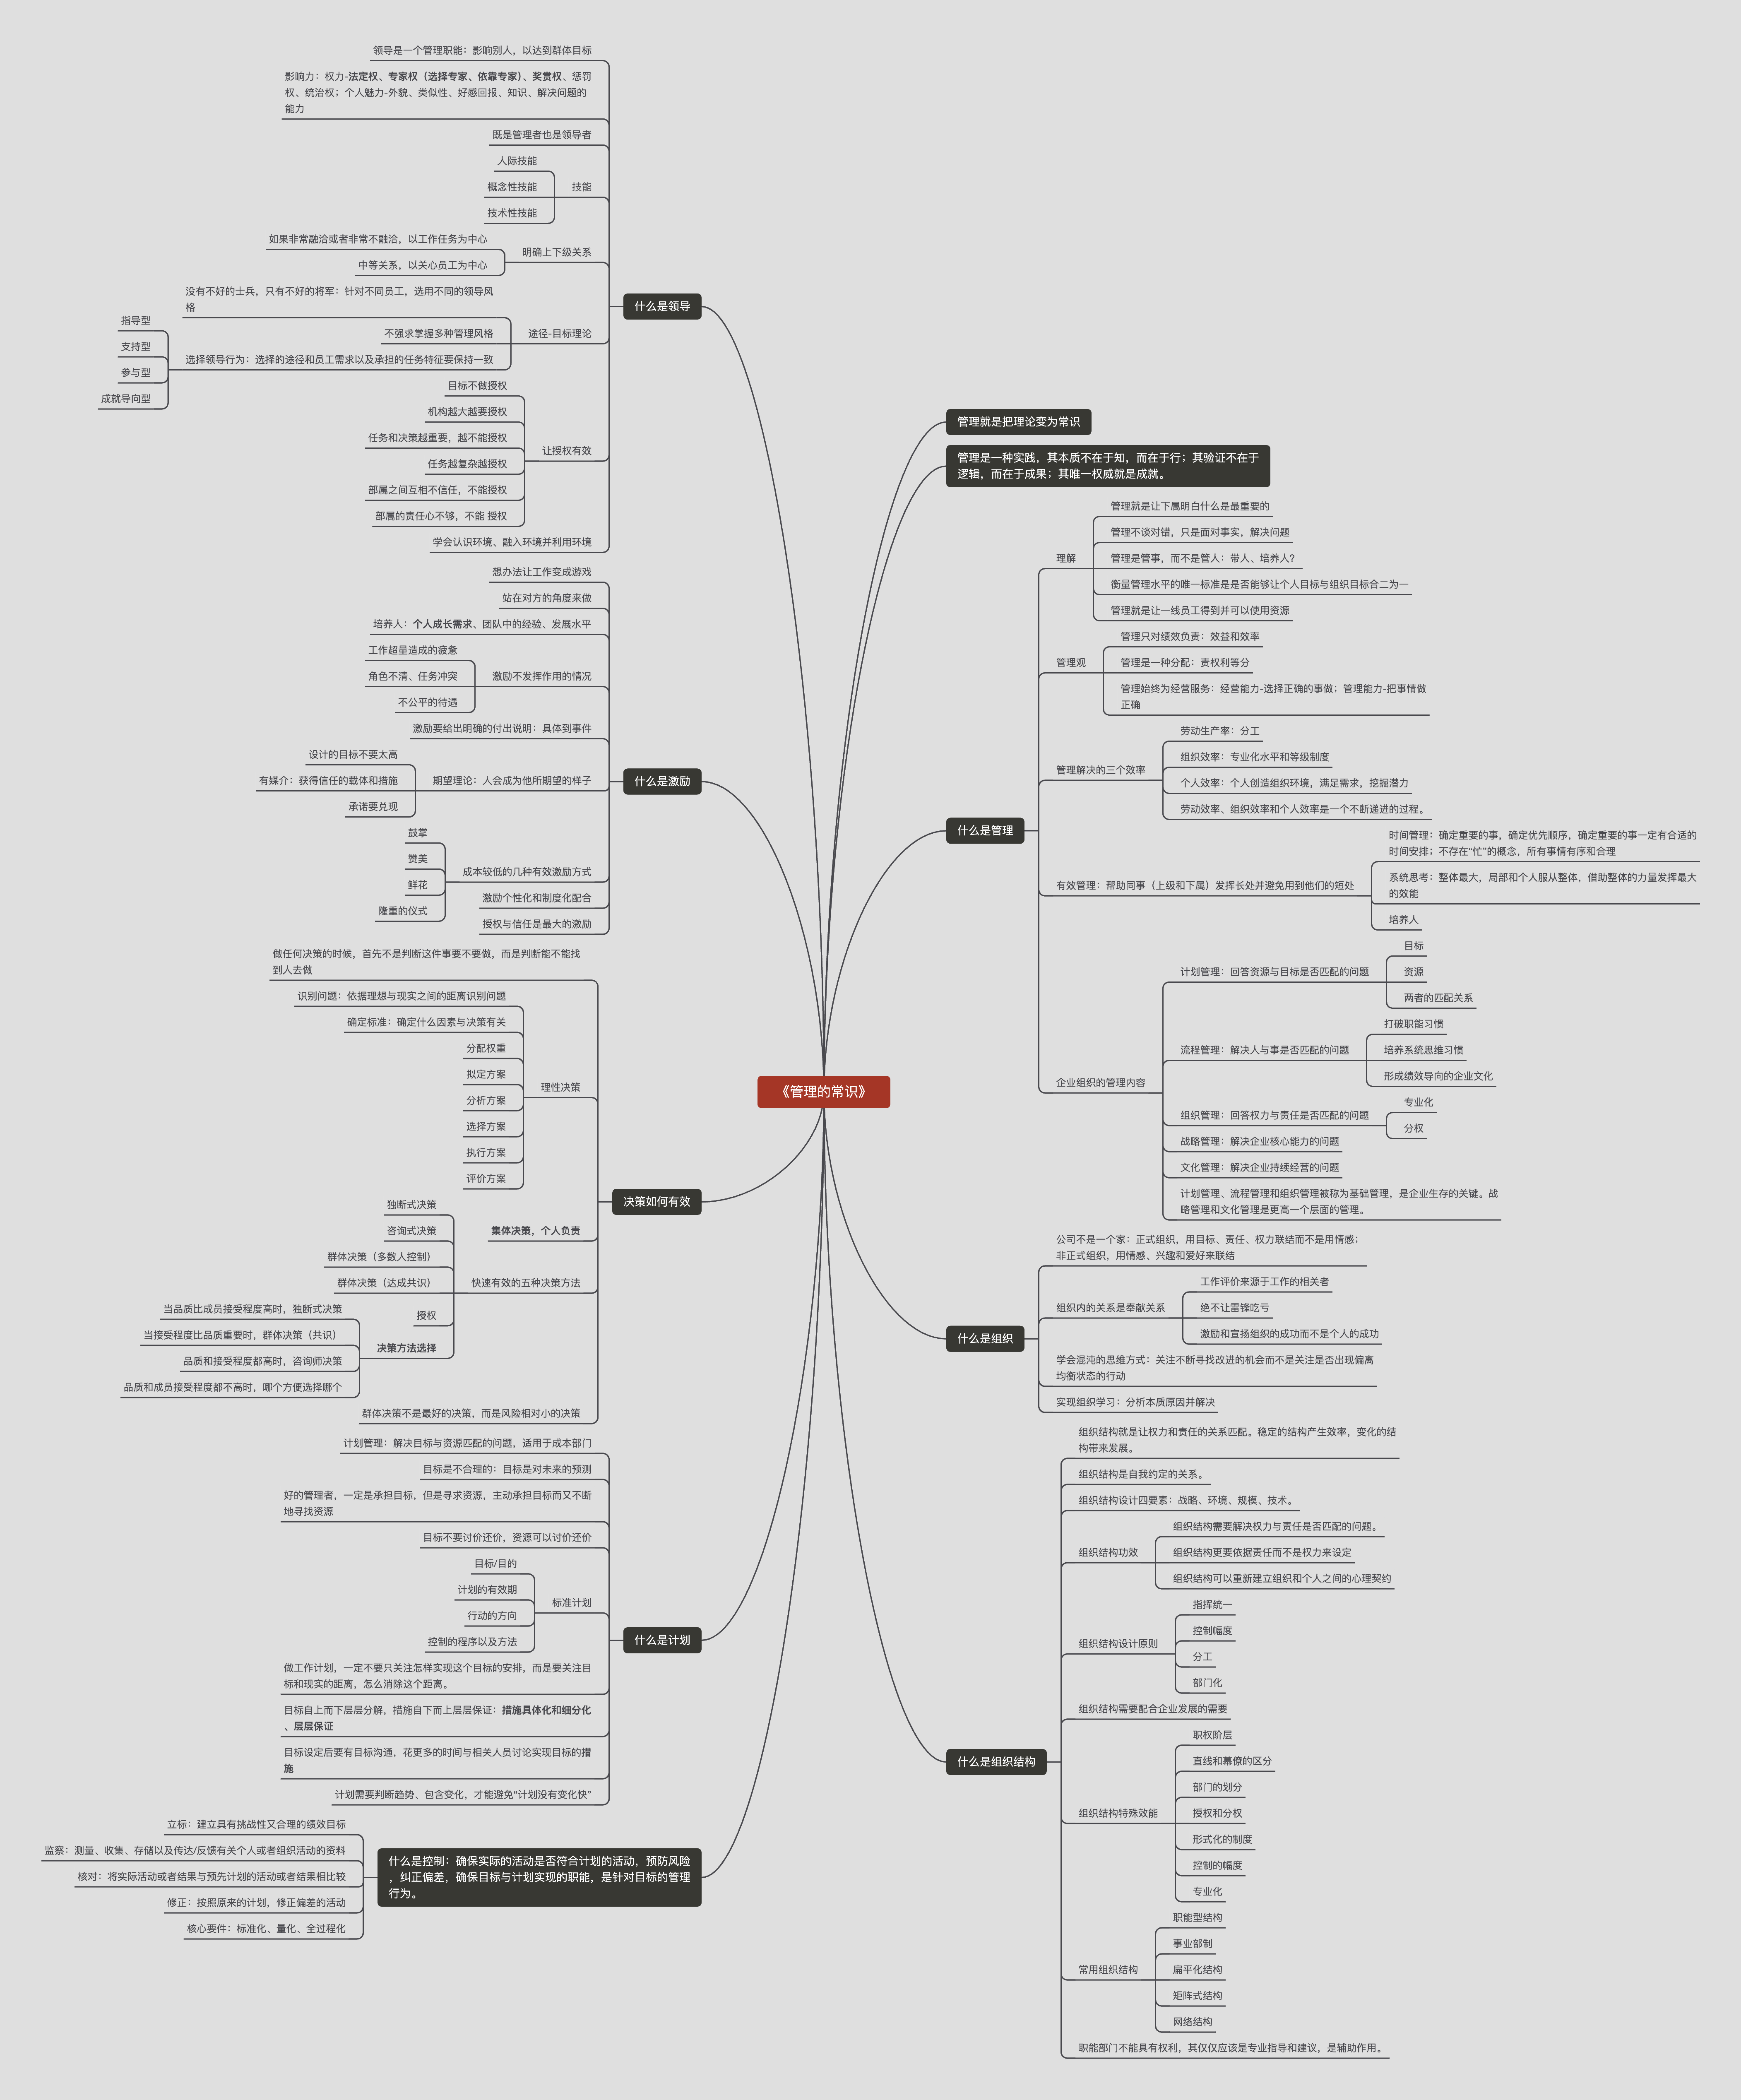 《管理的常识》
管理就是把理论变为常识
管理是一种实践，其本质不在于知，而在于行；其验证不在于
逻辑，而在于成果；其唯一权威就是成就。
什么是管理
理解
管理就是让下属明白什么是最重要的
管理不谈对错，只是面对事实，解决问题
管理是管事，而不是管人：带人、培养人？
衡量管理水平的唯一标准是是否能够让个人目标与组织目标合二为一
管理就是让一线员工得到并可以使用资源
管理观
管理只对绩效负责：效益和效率
管理是一种分配：责权利等分
管理始终为经营服务：经营能力-选择正确的事做；管理能力-把事情做
正确
管理解决的三个效率
劳动生产率：分工
组织效率：专业化水平和等级制度
个人效率：个人创造组织环境，满足需求，挖掘潜力
劳动效率、组织效率和个人效率是一个不断递进的过程。
有效管理：帮助同事（上级和下属）发挥长处并避免用到他们的短处
时间管理：确定重要的事，确定优先顺序，确定重要的事一定有合适的
时间安排；不存在“忙”的概念，所有事情有序和合理
系统思考：整体最大，局部和个人服从整体，借助整体的力量发挥最大
的效能
培养人
企业组织的管理内容
计划管理：回答资源与目标是否匹配的问题
目标
资源
两者的匹配关系
流程管理：解决人与事是否匹配的问题
打破职能习惯
培养系统思维习惯
形成绩效导向的企业文化
组织管理：回答权力与责任是否匹配的问题
专业化
分权
战略管理：解决企业核心能力的问题
文化管理：解决企业持续经营的问题
计划管理、流程管理和组织管理被称为基础管理，是企业生存的关键。战
略管理和文化管理是更高一个层面的管理。
什么是组织
公司不是一个家：正式组织，用目标、责任、权力联结而不是用情感；
非正式组织，用情感、兴趣和爱好来联结
组织内的关系是奉献关系
工作评价来源于工作的相关者
绝不让雷锋吃亏
激励和宣扬组织的成功而不是个人的成功
学会混沌的思维方式：关注不断寻找改进的机会而不是关注是否出现偏离
均衡状态的行动
实现组织学习：分析本质原因并解决
什么是组织结构
组织结构就是让权力和责任的关系匹配。稳定的结构产生效率，变化的结
构带来发展。
组织结构是自我约定的关系。
组织结构设计四要素：战略、环境、规模、技术。
组织结构功效
组织结构需要解决权力与责任是否匹配的问题。
组织结构更要依据责任而不是权力来设定
组织结构可以重新建立组织和个人之间的心理契约
组织结构设计原则
指挥统一
控制幅度
分工
部门化
组织结构需要配合企业发展的需要
组织结构特殊效能
职权阶层
直线和幕僚的区分
部门的划分
授权和分权
形式化的制度
控制的幅度
专业化
常用组织结构
职能型结构
事业部制
扁平化结构
矩阵式结构
网络结构
职能部门不能具有权利，其仅仅应该是专业指导和建议，是辅助作用。
什么是领导
领导是一个管理职能：影响别人，以达到群体目标
影响力：权力-法定权、专家权（选择专家、依靠专家）、奖赏权、惩罚
权、统治权；个人魅力-外貌、类似性、好感回报、知识、解决问题的
能力
既是管理者也是领导者
技能
人际技能
概念性技能
技术性技能
明确上下级关系
如果非常融洽或者非常不融洽，以工作任务为中心
中等关系，以关心员工为中心
途径-目标理论
没有不好的士兵，只有不好的将军：针对不同员工，选用不同的领导风
格
不强求掌握多种管理风格
选择领导行为：选择的途径和员工需求以及承担的任务特征要保持一致
指导型
支持型
参与型
成就导向型
让授权有效
目标不做授权
机构越大越要授权
任务和决策越重要，越不能授权
任务越复杂越授权
部属之间互相不信任，不能授权
部属的责任心不够，不能 授权
学会认识环境、融入环境并利用环境
什么是激励
想办法让工作变成游戏
站在对方的角度来做
培养人：个人成长需求、团队中的经验、发展水平
激励不发挥作用的情况
工作超量造成的疲惫
角色不清、任务冲突
不公平的待遇
激励要给出明确的付出说明：具体到事件
期望理论：人会成为他所期望的样子
设计的目标不要太高
有媒介：获得信任的载体和措施
承诺要兑现
成本较低的几种有效激励方式
鼓掌
赞美
鲜花
隆重的仪式
激励个性化和制度化配合
授权与信任是最大的激励
决策如何有效
做任何决策的时候，首先不是判断这件事要不要做，而是判断能不能找
到人去做
理性决策
识别问题：依据理想与现实之间的距离识别问题
确定标准：确定什么因素与决策有关
分配权重
拟定方案
分析方案
选择方案
执行方案
评价方案
集体决策，个人负责
快速有效的五种决策方法
独断式决策
咨询式决策
群体决策（多数人控制）
群体决策（达成共识）
授权
决策方法选择
当品质比成员接受程度高时，独断式决策
当接受程度比品质重要时，群体决策（共识）
品质和接受程度都高时，咨询师决策
品质和成员接受程度都不高时，哪个方便选择哪个
群体决策不是最好的决策，而是风险相对小的决策
什么是计划
计划管理：解决目标与资源匹配的问题，适用于成本部门
目标是不合理的：目标是对未来的预测
好的管理者，一定是承担目标，但是寻求资源，主动承担目标而又不断
地寻找资源
目标不要讨价还价，资源可以讨价还价
标准计划
目标/目的
计划的有效期
行动的方向
控制的程序以及方法
做工作计划，一定不要只关注怎样实现这个目标的安排，而是要关注目
标和现实的距离，怎么消除这个距离。
目标自上而下层层分解，措施自下而上层层保证：措施具体化和细分化
、层层保证
目标设定后要有目标沟通，花更多的时间与相关人员讨论实现目标的措
施
计划需要判断趋势、包含变化，才能避免“计划没有变化快”
什么是控制：确保实际的活动是否符合计划的活动，预防风险
，纠正偏差，确保目标与计划实现的职能，是针对目标的管理
行为。
立标：建立具有挑战性又合理的绩效目标
监察：测量、收集、存储以及传达/反馈有关个人或者组织活动的资料
核对：将实际活动或者结果与预先计划的活动或者结果相比较
修正：按照原来的计划，修正偏差的活动
核心要件：标准化、量化、全过程化